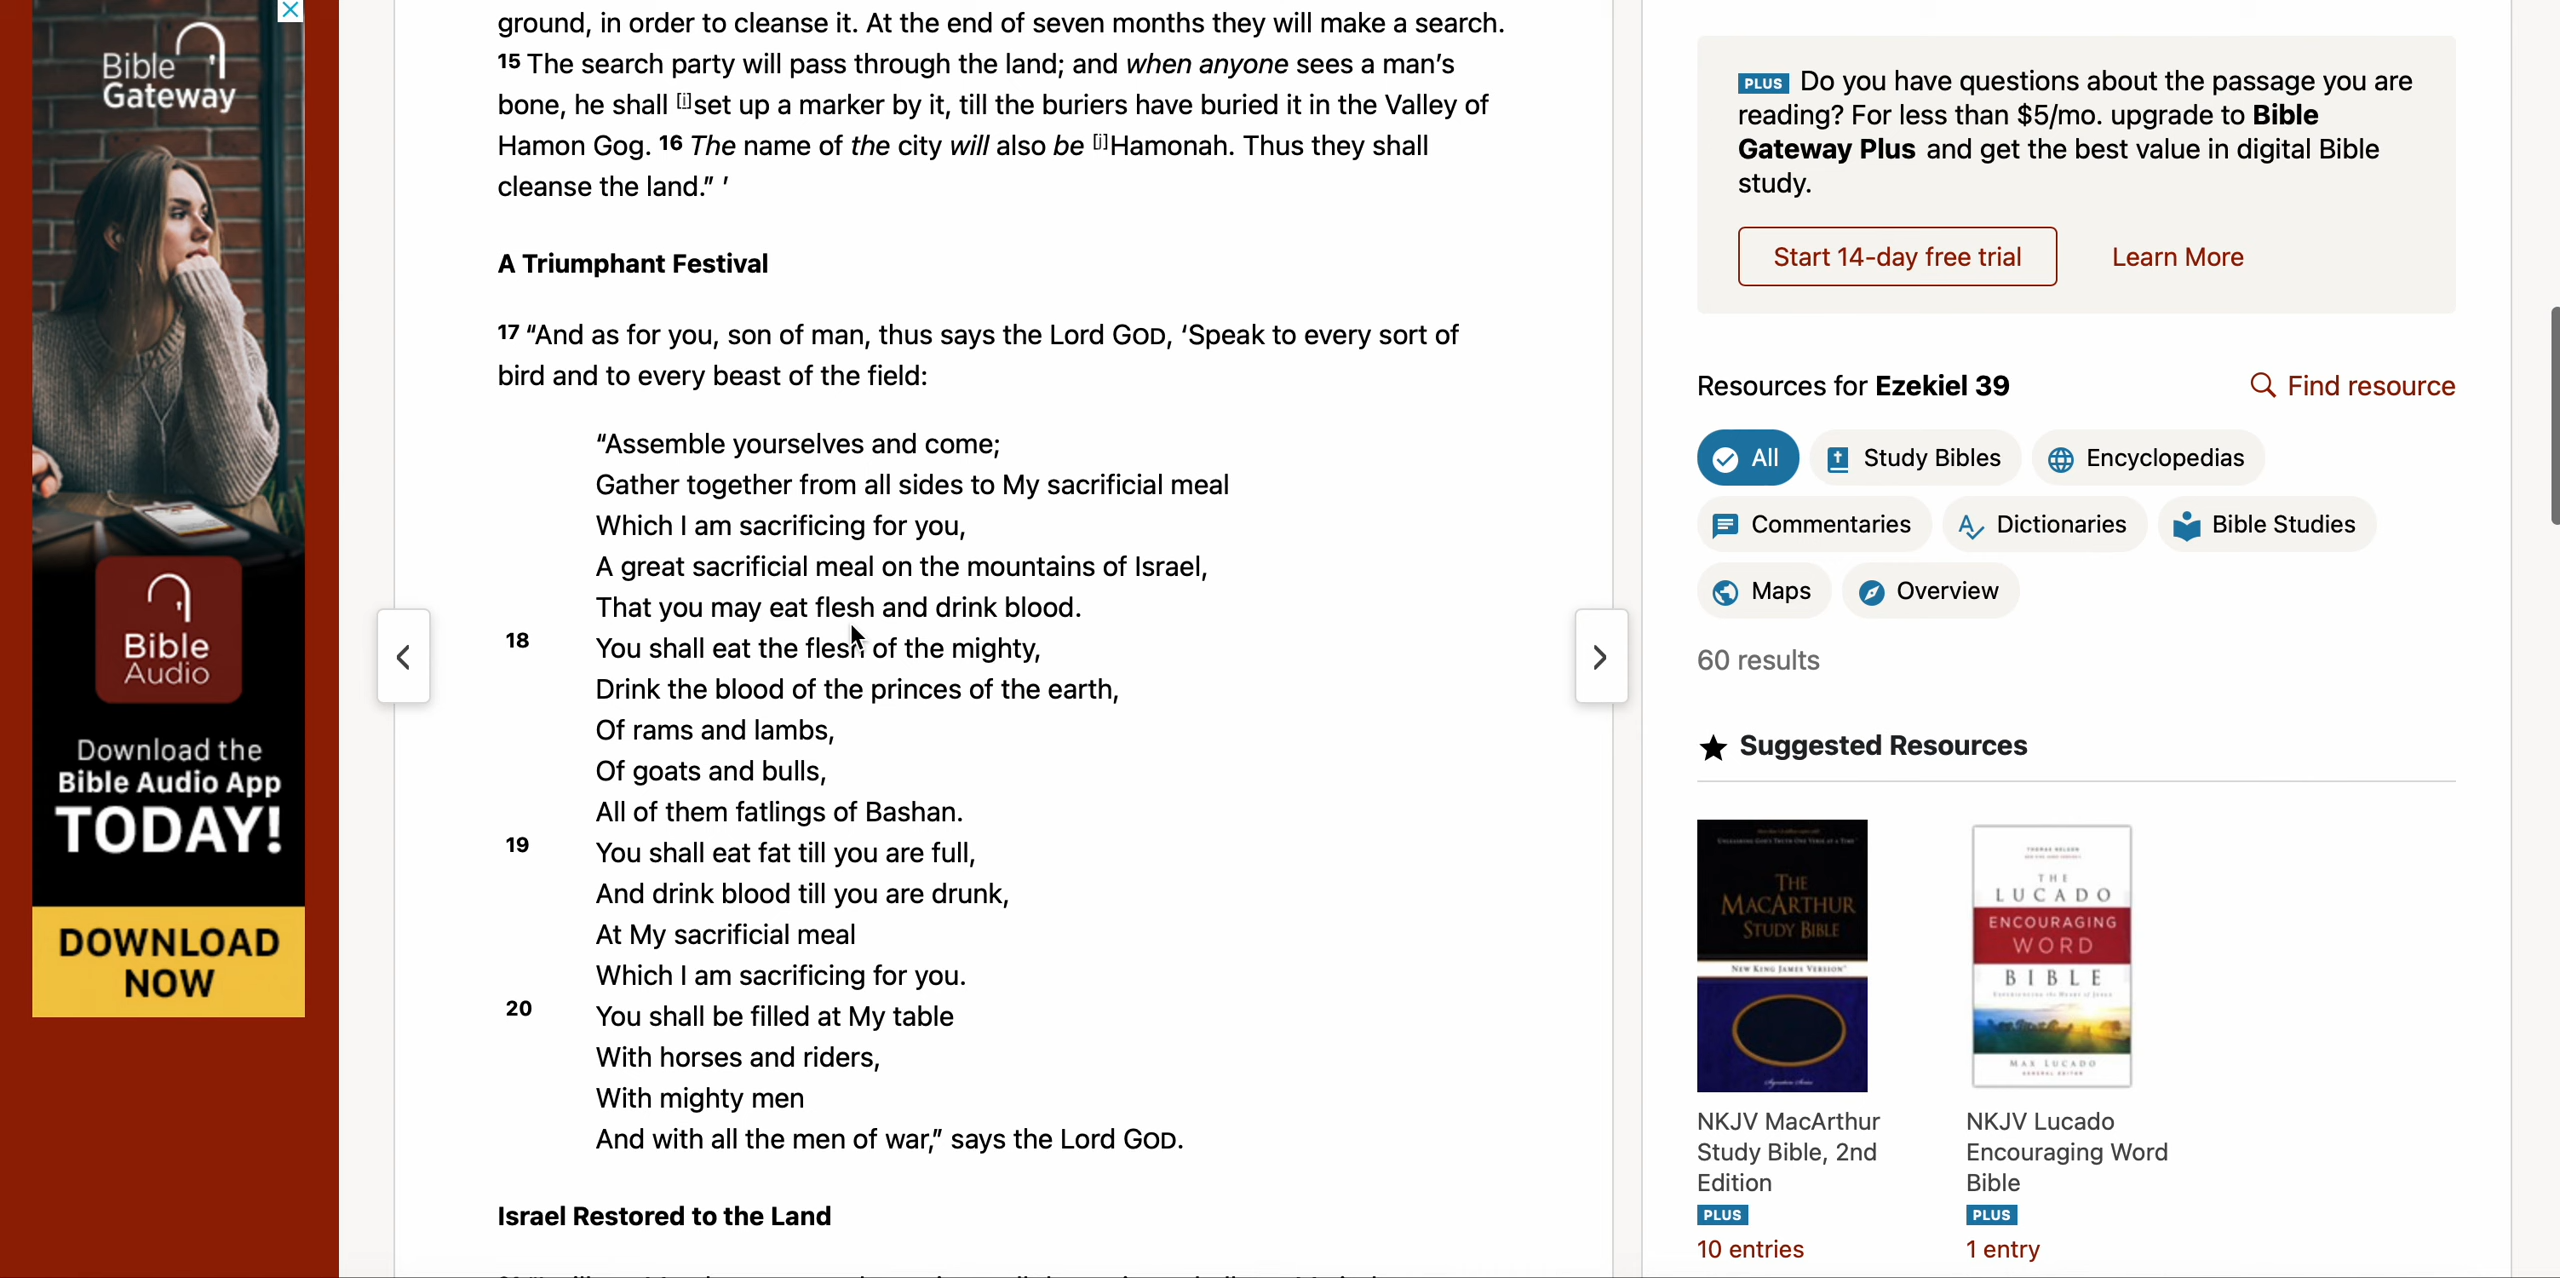 Bible
Gateway
Bible
Audio
Download the
Bible Audio App
TODAY!
DOWNLOAD
NOW
ground, in order to cleanse it. At the end of seven months they will make a search.
15 The search party will pass through the land; and when anyone sees a man’s
bone, he shall [i]set up a marker by it, till the buriers have buried it in the Valley of
Hamon Gog. 16 The name of the city will also be [j]Hamonah. Thus they shall
cleanse the land.” ’
A Triumphant Festival
17 “And as for you, son of man, thus says the Lord GOD, ‘Speak to every sort of
bird and to every beast of the field:
“Assemble yourselves and come;
Gather together from all sides to My sacrificial meal
Which I am sacrificing for you,
A great sacrificial meal on the mountains of Israel,
That you may eat flesh and drink blood.
18 You shall eat the flesh of the mighty,
Drink the blood of the princes of the earth,
Of rams and lambs,
Of goats and bulls,
All of them fatlings of Bashan.
19 You shall eat fat till you are full,
And drink blood till you are drunk,
At My sacrificial meal
Which I am sacrificing for you.
20 You shall be filled at My table
With horses and riders,
With mighty men
And with all the men of war,” says the Lord GOD.
Israel Restored to the Land
PLUS Do you have questions about the passage you are
reading? For less than $5/mo. upgrade to Bible
Gateway Plus and get the best value in digital Bible
study.
Start 14-day free trial Learn More
Resources for Ezekiel 39 Find resource
All Study Bibles Encyclopedias
Commentaries Dictionaries Bible Studies
Maps Overview
60 results
Suggested Resources
THE
MACARTHUR
STUDY BIBLE
NEW KING JAMES VERSION
THE
LUCADO
ENCOURAGING
WORD
BIBLE
MAX LUCADO
NKJV MacArthur
Study Bible, 2nd
Edition
PLUS
10 entries
NKJV Lucado
Encouraging Word
Bible
PLUS
1 entry